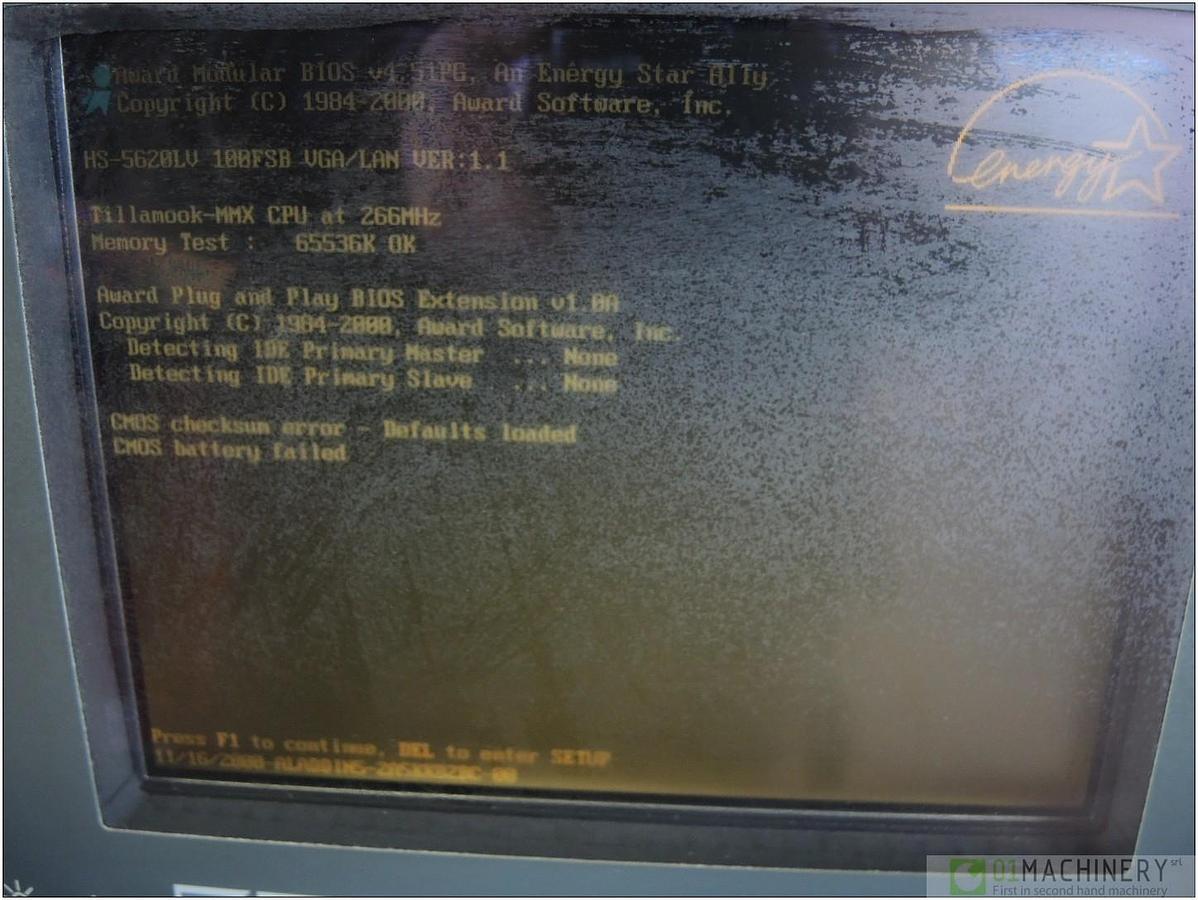 Award Modular BIOS v4.51PG, An Energy Star Ally
Copyright (C) 1984-2000, Award Software, Inc.
energy
HS-5620LV 100FSB VGA/LAN VER:1.1
Tillamook-MMX CPU at 266MHz
Memory Test :   65536K OK
Award Plug and Play BIOS Extension v1.0A
Copyright (C) 1984-2000, Award Software, Inc.
Detecting IDE Primary Master   ... None
Detecting IDE Primary Slave    ... None
CMOS checksum error - Defaults loaded
CMOS battery failed
Press F1 to continue, DEL to enter SETUP
01MACHINERY srl
First in second hand machinery